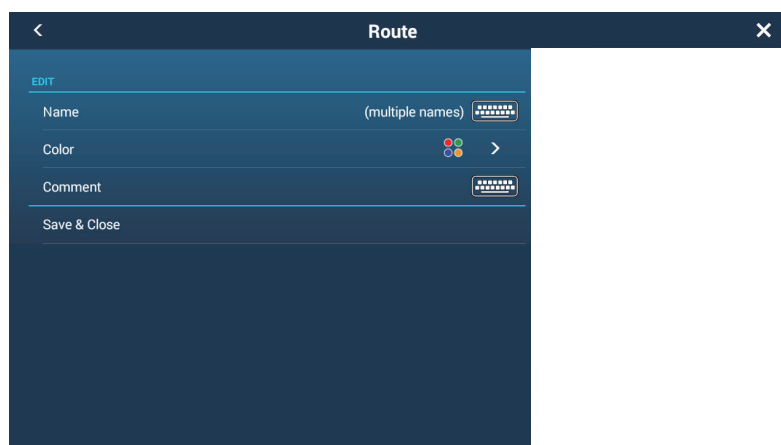 Route
EDIT
Name (multiple names)
Color
Comment
Save & Close